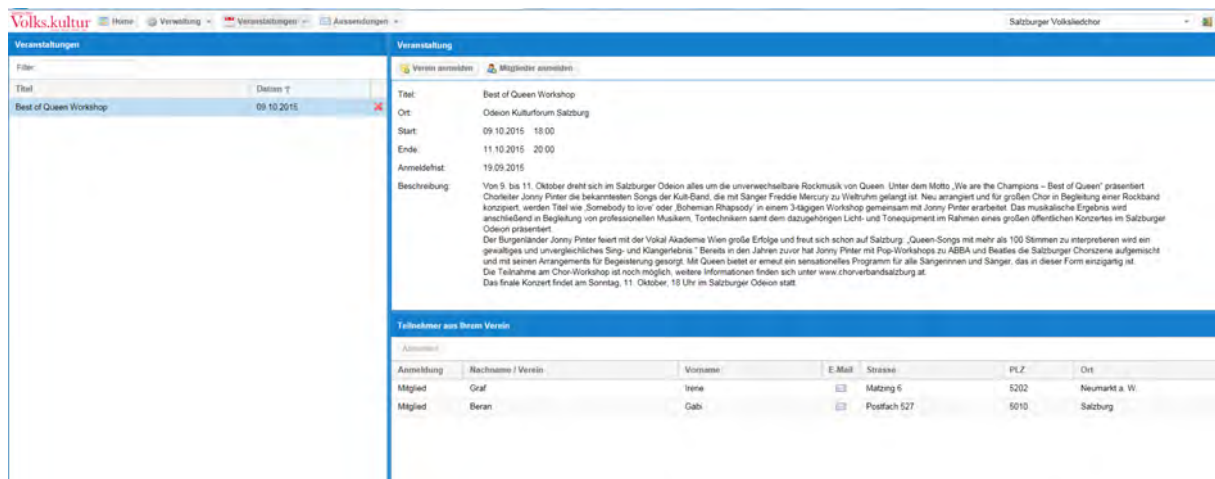 Volks.kultur Home Verwaltung Veranstaltungen Aussendungen Salzburger Volksliedchor
Veranstaltungen
Filter:
Titel Datum
Best of Queen Workshop 09.10.2015
Veranstaltung
Verein anmelden Mitglieder anmelden
Titel: Best of Queen Workshop
Ort: Odeion Kulturforum Salzburg
Start: 09.10.2015 18:00
Ende: 11.10.2015 20:00
Anmeldefrist: 19.09.2015
Beschreibung: Von 9. bis 11. Oktober dreht sich im Salzburger Odeion alles um die unverwechselbare Rockmusik von Queen. Unter dem Motto „We are the Champions – Best of Queen“ präsentiert
Chorleiter Jonny Pinter die bekanntesten Songs der Kult-Band, die mit Sänger Freddie Mercury zu Weltruhm gelangt ist. Neu arrangiert und für großen Chor in Begleitung einer Rockband
konzipiert, werden Titel wie ‚Somebody to love‘ oder ‚Bohemian Rhapsody‘ in einem 3-tägigen Workshop gemeinsam mit Jonny Pinter erarbeitet. Das musikalische Ergebnis wird
anschließend in Begleitung von professionellen Musikern, Tontechnikern samt dem dazugehörigen Licht- und Tonequipment im Rahmen eines großen öffentlichen Konzertes im Salzburger
Odeion präsentiert.
Der Burgenländer Jonny Pinter feiert mit der Vokal Akademie Wien große Erfolge und freut sich schon auf Salzburg: „Queen-Songs mit mehr als 100 Stimmen zu interpretieren wird ein
gewaltiges und unvergleichliches Sing- und Klangerlebnis.“ Bereits in den Jahren zuvor hat Jonny Pinter mit Pop-Workshops zu ABBA und Beatles die Salzburger Chorszene aufgemischt
und mit seinen Arrangements für Begeisterung gesorgt. Mit Queen bietet er erneut ein sensationelles Programm für alle Sängerinnen und Sänger, das in dieser Form einzigartig ist.
Die Teilnahme am Chor-Workshop ist noch möglich, weitere Informationen finden sich unter www.chorverbandsalzburg.at.
Das finale Konzert findet am Sonntag, 11. Oktober, 18 Uhr im Salzburger Odeion statt.
Teilnehmer aus Ihrem Verein
Anmeldung Nachname / Verein Vorname E-Mail Strasse PLZ Ort
Mitglied Graf Irene Matzing 6 5202 Neumarkt a. W.
Mitglied Beran Gabi Postfach 527 5010 Salzburg